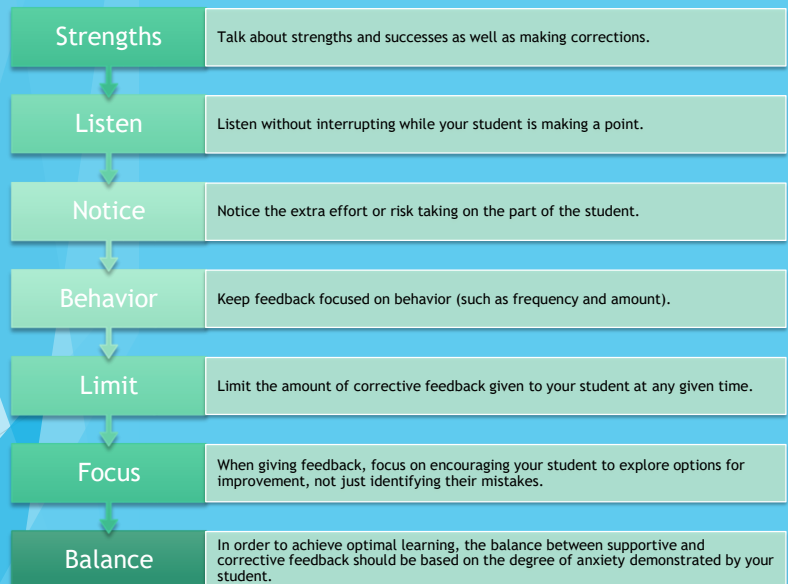 Strengths
Talk about strengths and successes as well as making corrections.
Listen
Listen without interrupting while your student is making a point.
Notice
Notice the extra effort or risk taking on the part of the student.
Behavior
Keep feedback focused on behavior (such as frequency and amount).
Limit
Limit the amount of corrective feedback given to your student at any given time.
Focus
When giving feedback, focus on encouraging your student to explore options for
improvement, not just identifying their mistakes.
Balance
In order to achieve optimal learning, the balance between supportive and
corrective feedback should be based on the degree of anxiety demonstrated by your
student.